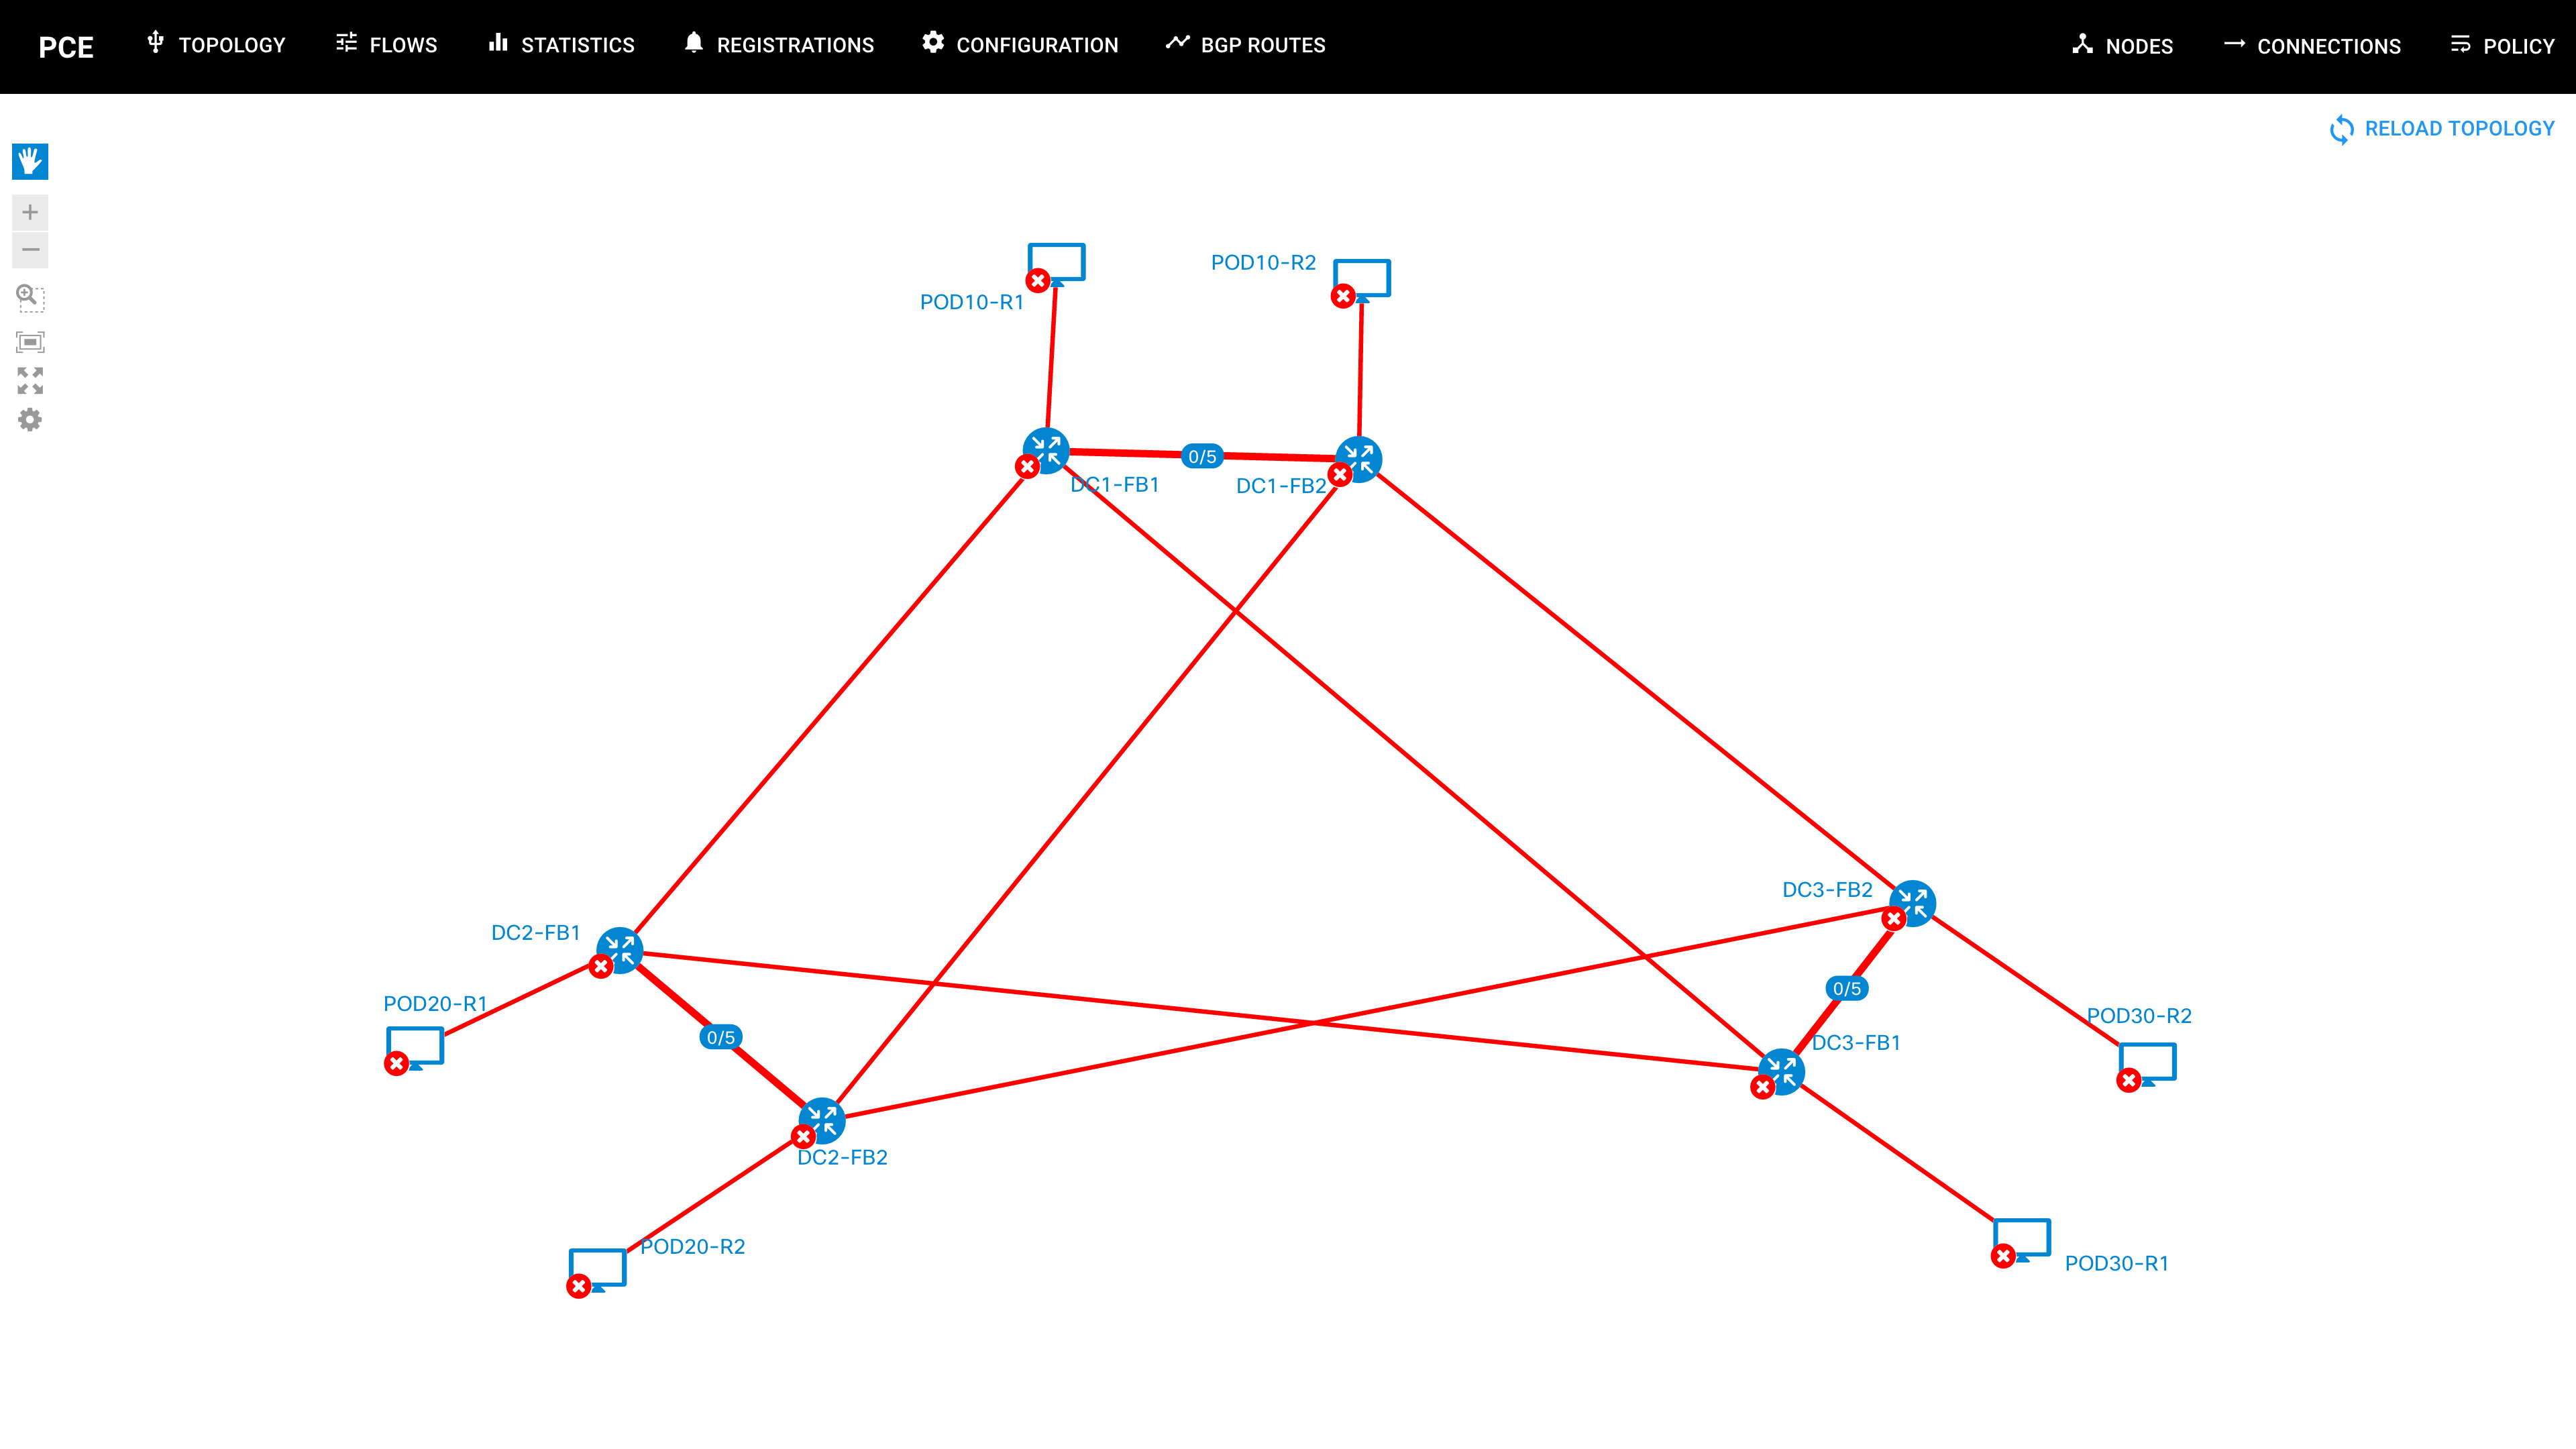 PCE TOPOLOGY FLOWS STATISTICS REGISTRATIONS CONFIGURATION BGP ROUTES NODES CONNECTIONS POLICY
RELOAD TOPOLOGY
POD10-R2
POD10-R1
0/5
DC1-FB1
DC1-FB2
DC3-FB2
DC2-FB1
0/5
POD20-R1
POD30-R2
0/5
DC3-FB1
DC2-FB2
POD20-R2
POD30-R1